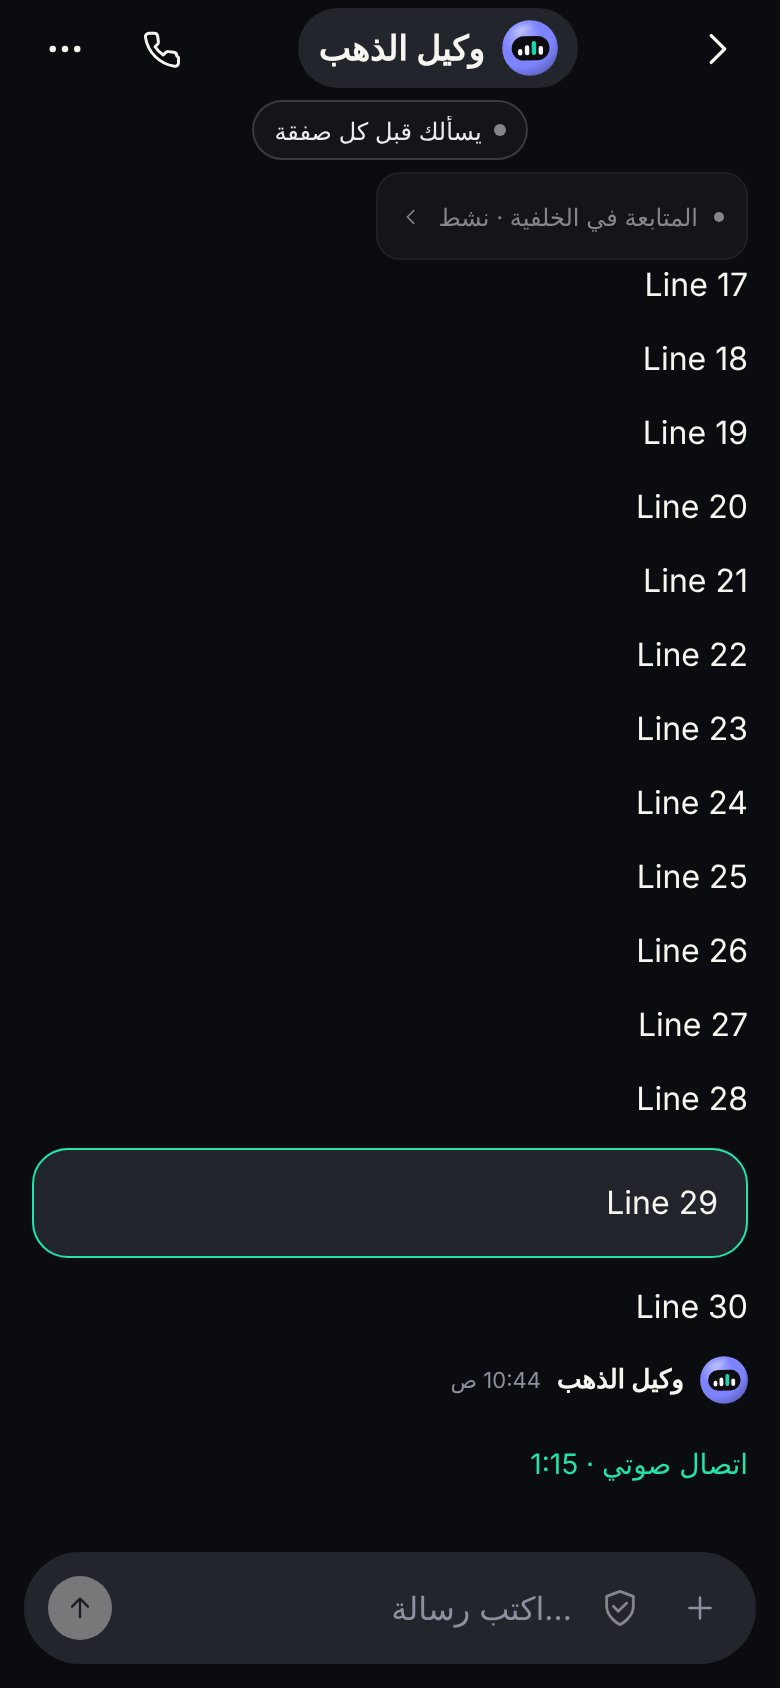 وكيل الذهب
يسألك قبل كل صفقة
المتابعة في الخلفية · نشط
Line 17
Line 18
Line 19
Line 20
Line 21
Line 22
Line 23
Line 24
Line 25
Line 26
Line 27
Line 28
Line 29
Line 30
وكيل الذهب 10:44 ص
اتصال صوتي · 1:15
اكتب رسالة...